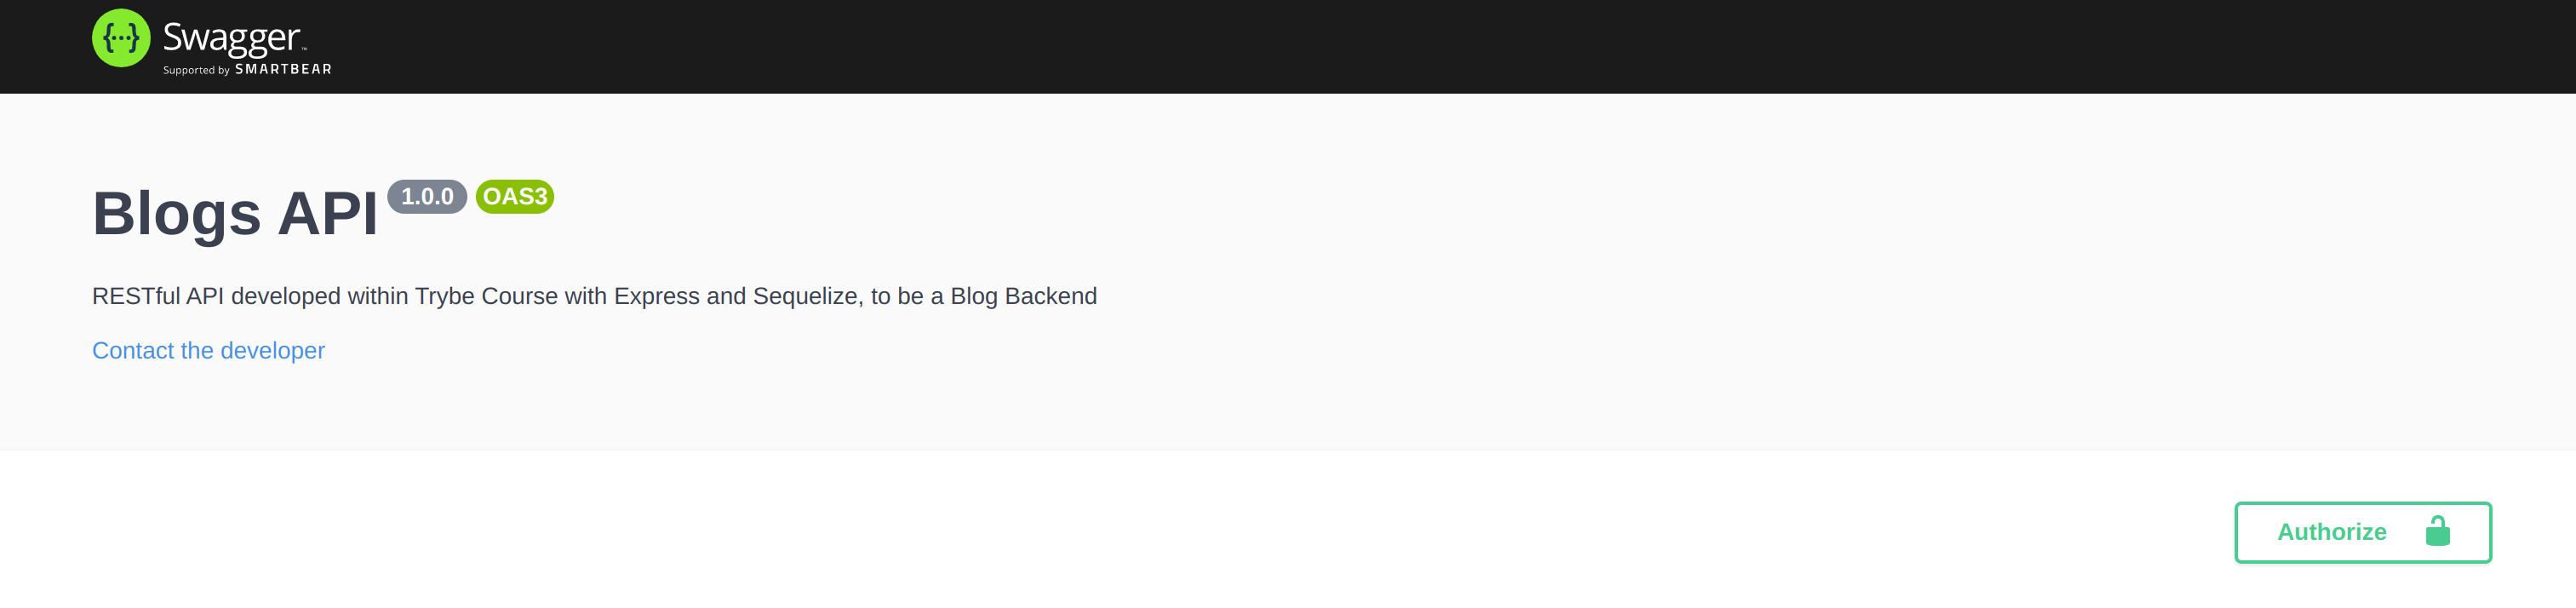 {···} Swagger™
Supported by SMARTBEAR
Blogs API 1.0.0 OAS3
RESTful API developed within Trybe Course with Express and Sequelize, to be a Blog Backend
Contact the developer
Authorize